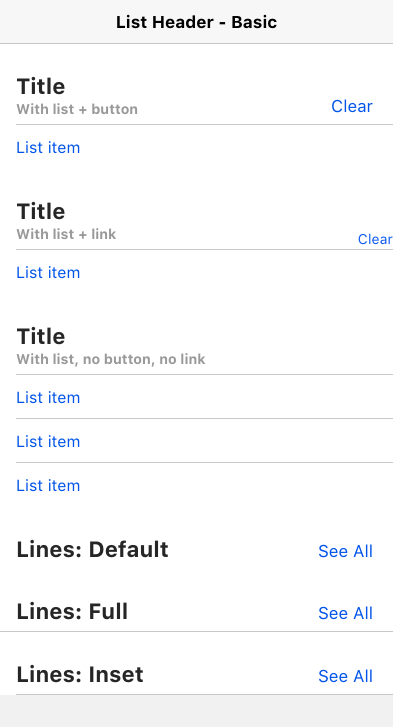 List Header - Basic
Title
With list + button
Clear
List item
Title
With list + link
Clear
List item
Title
With list, no button, no link
List item
List item
List item
Lines: Default
See All
Lines: Full
See All
Lines: Inset
See All